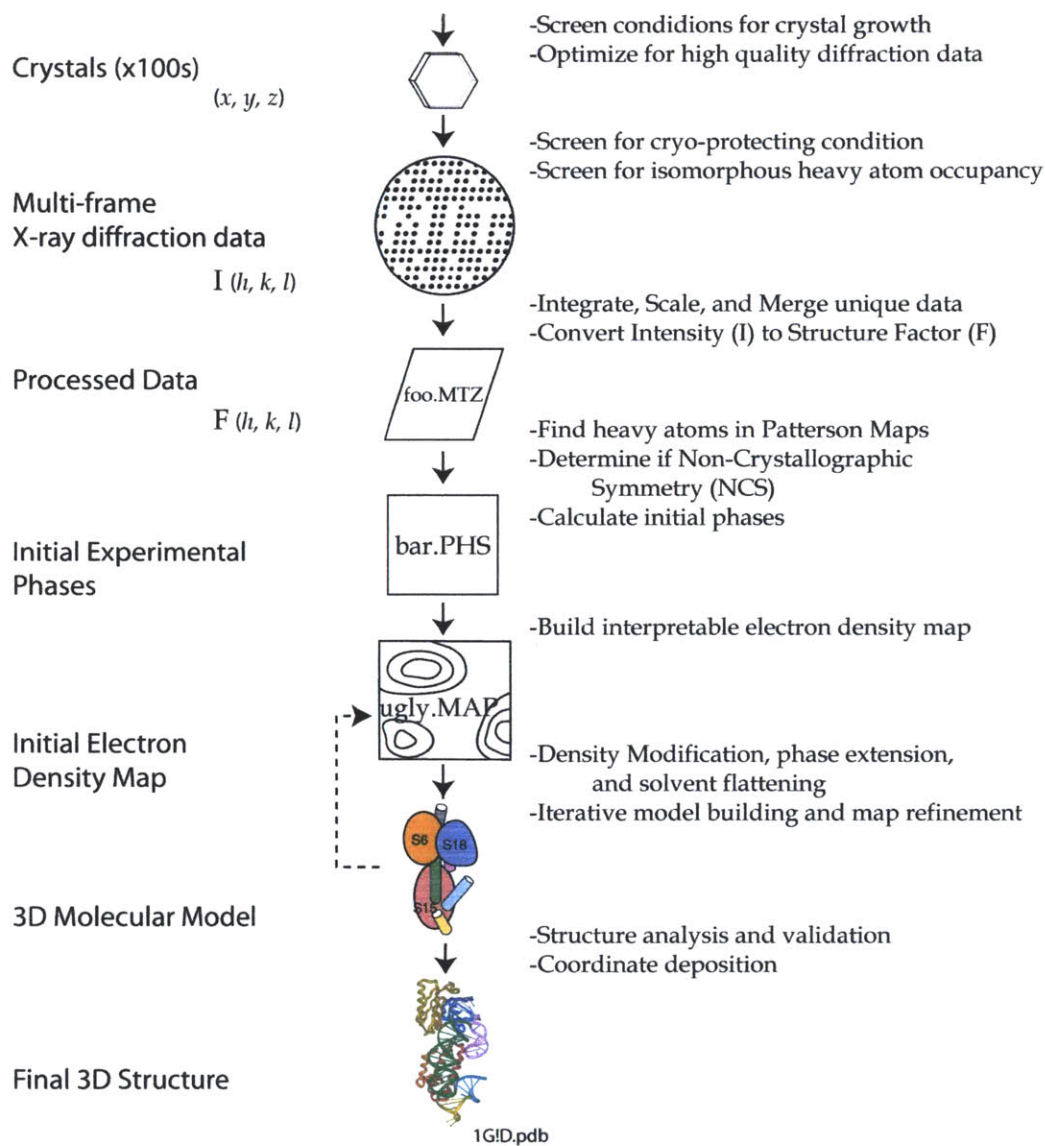 -Screen condidions for crystal growth
-Optimize for high quality diffraction data
Crystals (x100s)
(x, y, z)
-Screen for cryo-protecting condition
-Screen for isomorphous heavy atom occupancy
Multi-frame
X-ray diffraction data
I (h, k, l)
-Integrate, Scale, and Merge unique data
-Convert Intensity (I) to Structure Factor (F)
Processed Data
foo.MTZ
F (h, k, l)
-Find heavy atoms in Patterson Maps
-Determine if Non-Crystallographic
Symmetry (NCS)
-Calculate initial phases
bar.PHS
Initial Experimental
Phases
-Build interpretable electron density map
ugly.MAP
Initial Electron
Density Map
-Density Modification, phase extension,
and solvent flattening
-Iterative model building and map refinement
S6
S18
S15
3D Molecular Model
-Structure analysis and validation
-Coordinate deposition
Final 3D Structure
1G!D.pdb